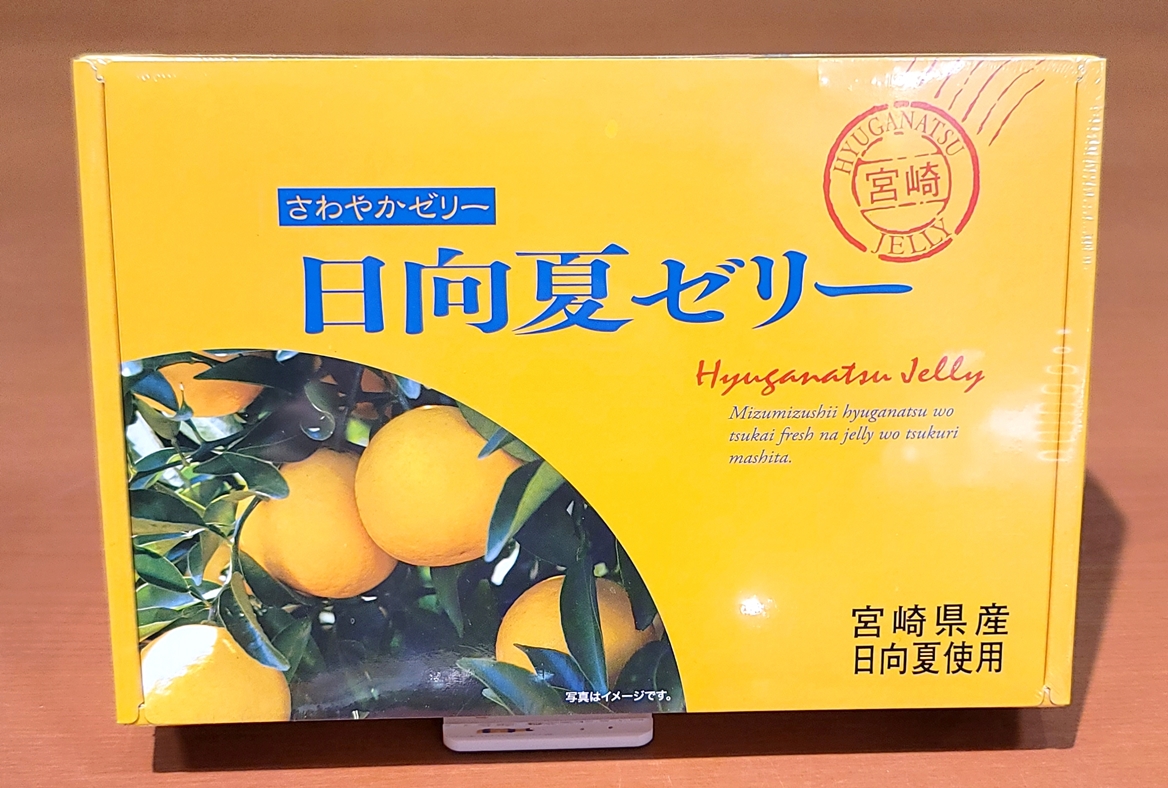 HYUGANATSU
宮崎
JELLY
さわやかゼリー
日向夏ゼリー
Hyuganatsu Jelly
Mizumizushii hyuganatsu wo
tsukai fresh na jelly wo tsukuri
mashita.
宮崎県産
日向夏使用
写真はイメージです。